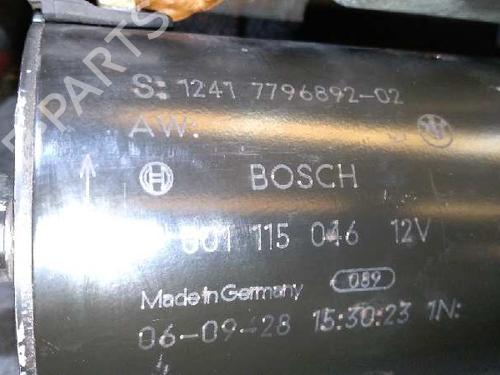 S: 1241 7796892-02
AW:
BOSCH
001 115 046 12V
Made in Germany 089
06-09-28 15:30:23 1N: